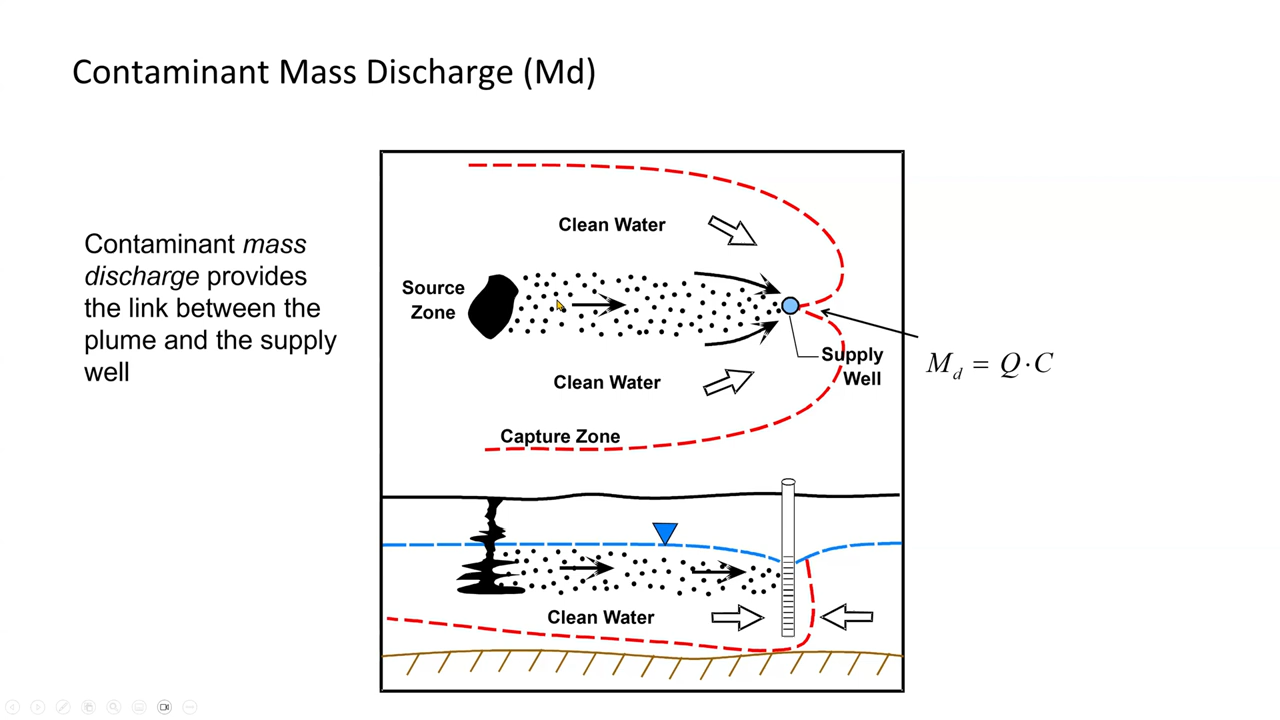 Contaminant Mass Discharge (Md)
Contaminant mass
discharge provides
the link between the
plume and the supply
well
Clean Water
Source
Zone
Supply
Well
Clean Water
Capture Zone
M_d = Q · C
Clean Water